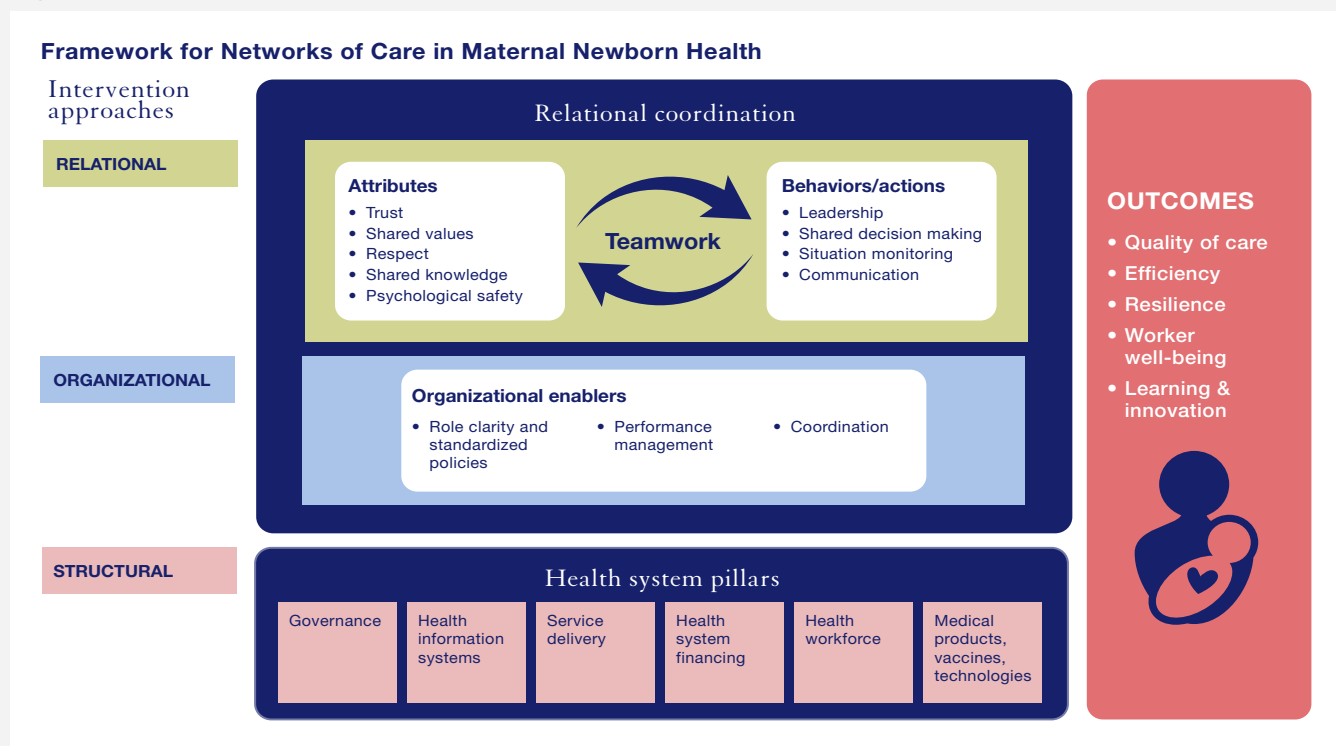 Framework for Networks of Care in Maternal Newborn Health
Intervention
approaches
RELATIONAL
ORGANIZATIONAL
STRUCTURAL
Relational coordination
Attributes
• Trust
• Shared values
• Respect
• Shared knowledge
• Psychological safety
Teamwork
Behaviors/actions
• Leadership
• Shared decision making
• Situation monitoring
• Communication
Organizational enablers
• Role clarity and
standardized
policies
• Performance
management
• Coordination
Health system pillars
Governance
Health
information
systems
Service
delivery
Health
system
financing
Health
workforce
Medical
products,
vaccines,
technologies
OUTCOMES
• Quality of care
• Efficiency
• Resilience
• Worker
well-being
• Learning &
innovation